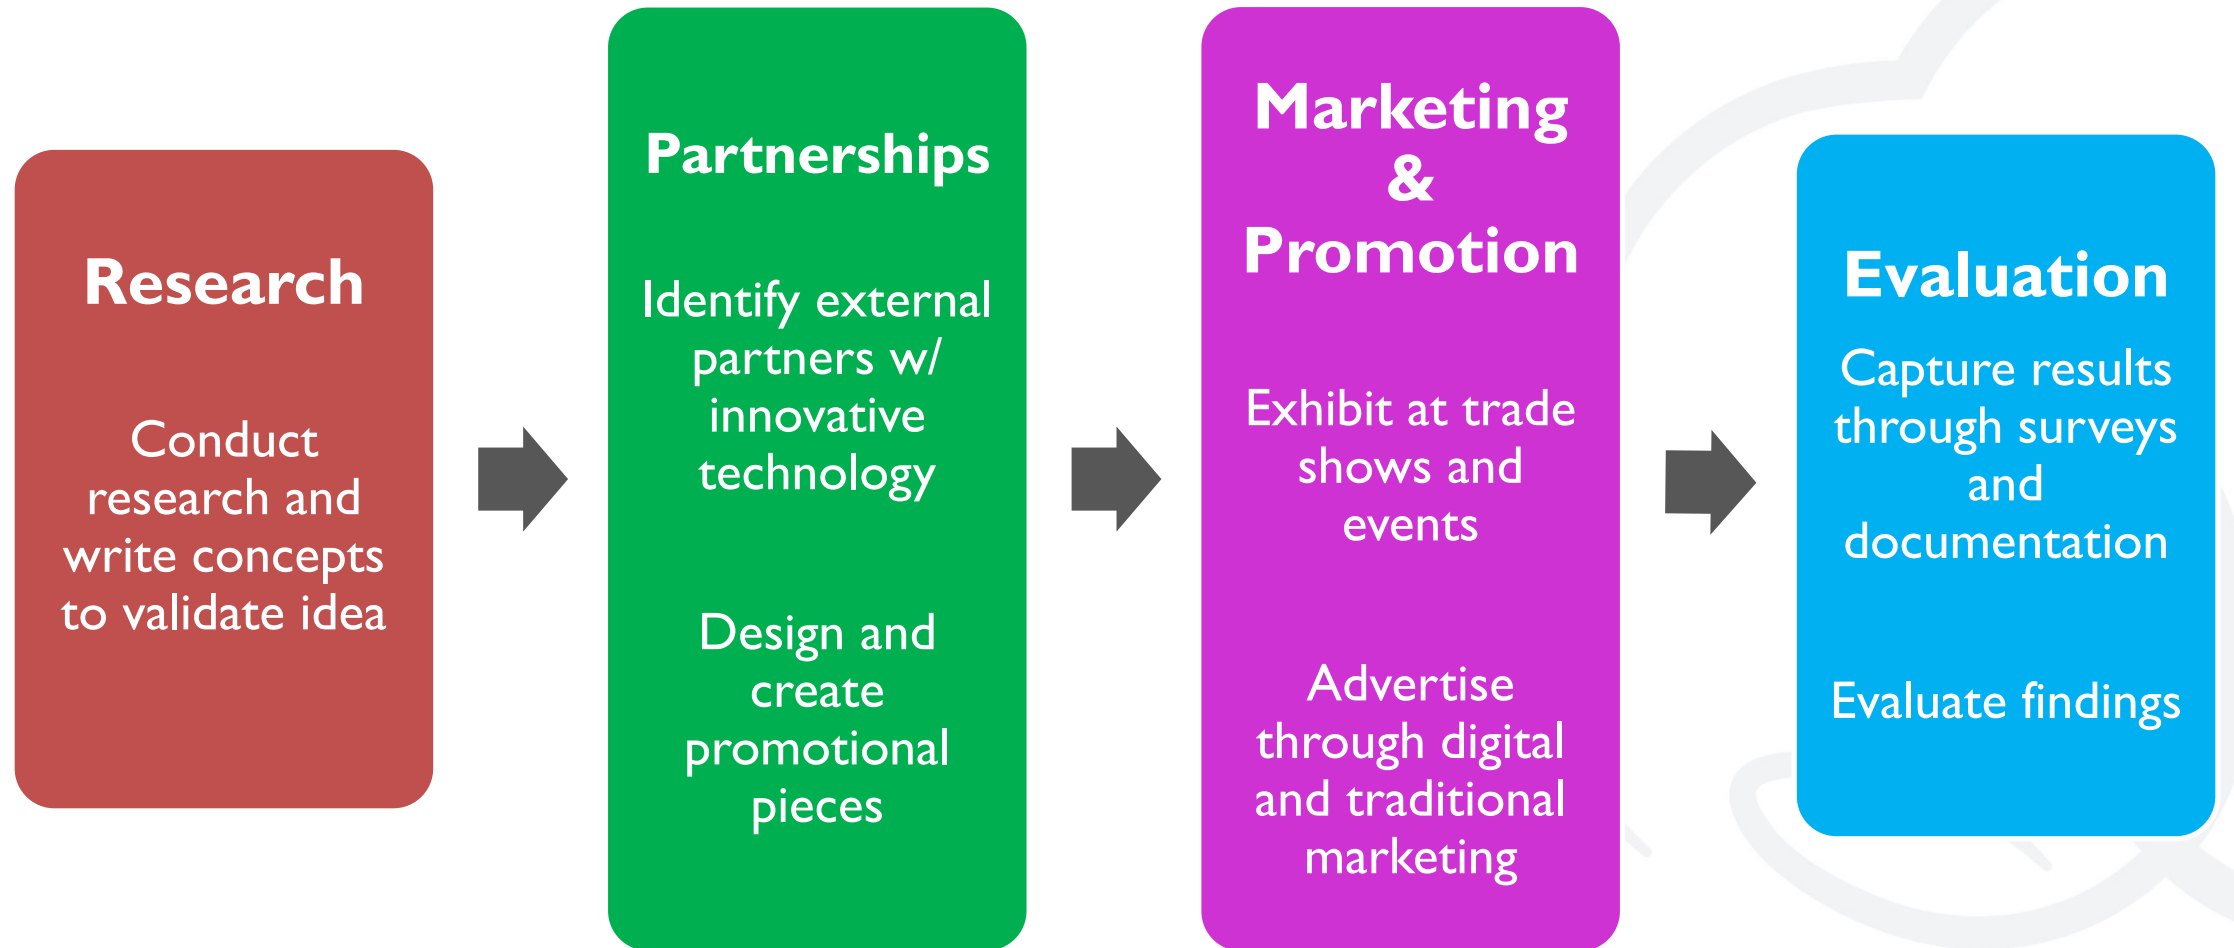 Research
Conduct
research and
write concepts
to validate idea
Partnerships
Identify external
partners w/
innovative
technology
Design and
create
promotional
pieces
Marketing
&
Promotion
Exhibit at trade
shows and
events
Advertise
through digital
and traditional
marketing
Evaluation
Capture results
through surveys
and
documentation
Evaluate findings